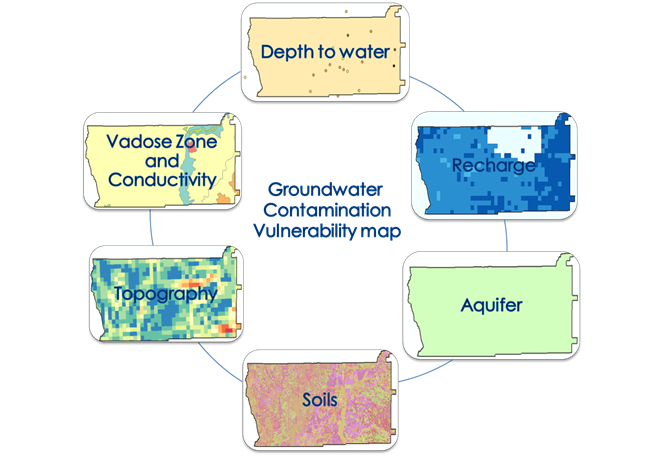 Depth to water
Vadose Zone
and
Conductivity
Recharge
Groundwater
Contamination
Vulnerability map
Topography
Aquifer
Soils